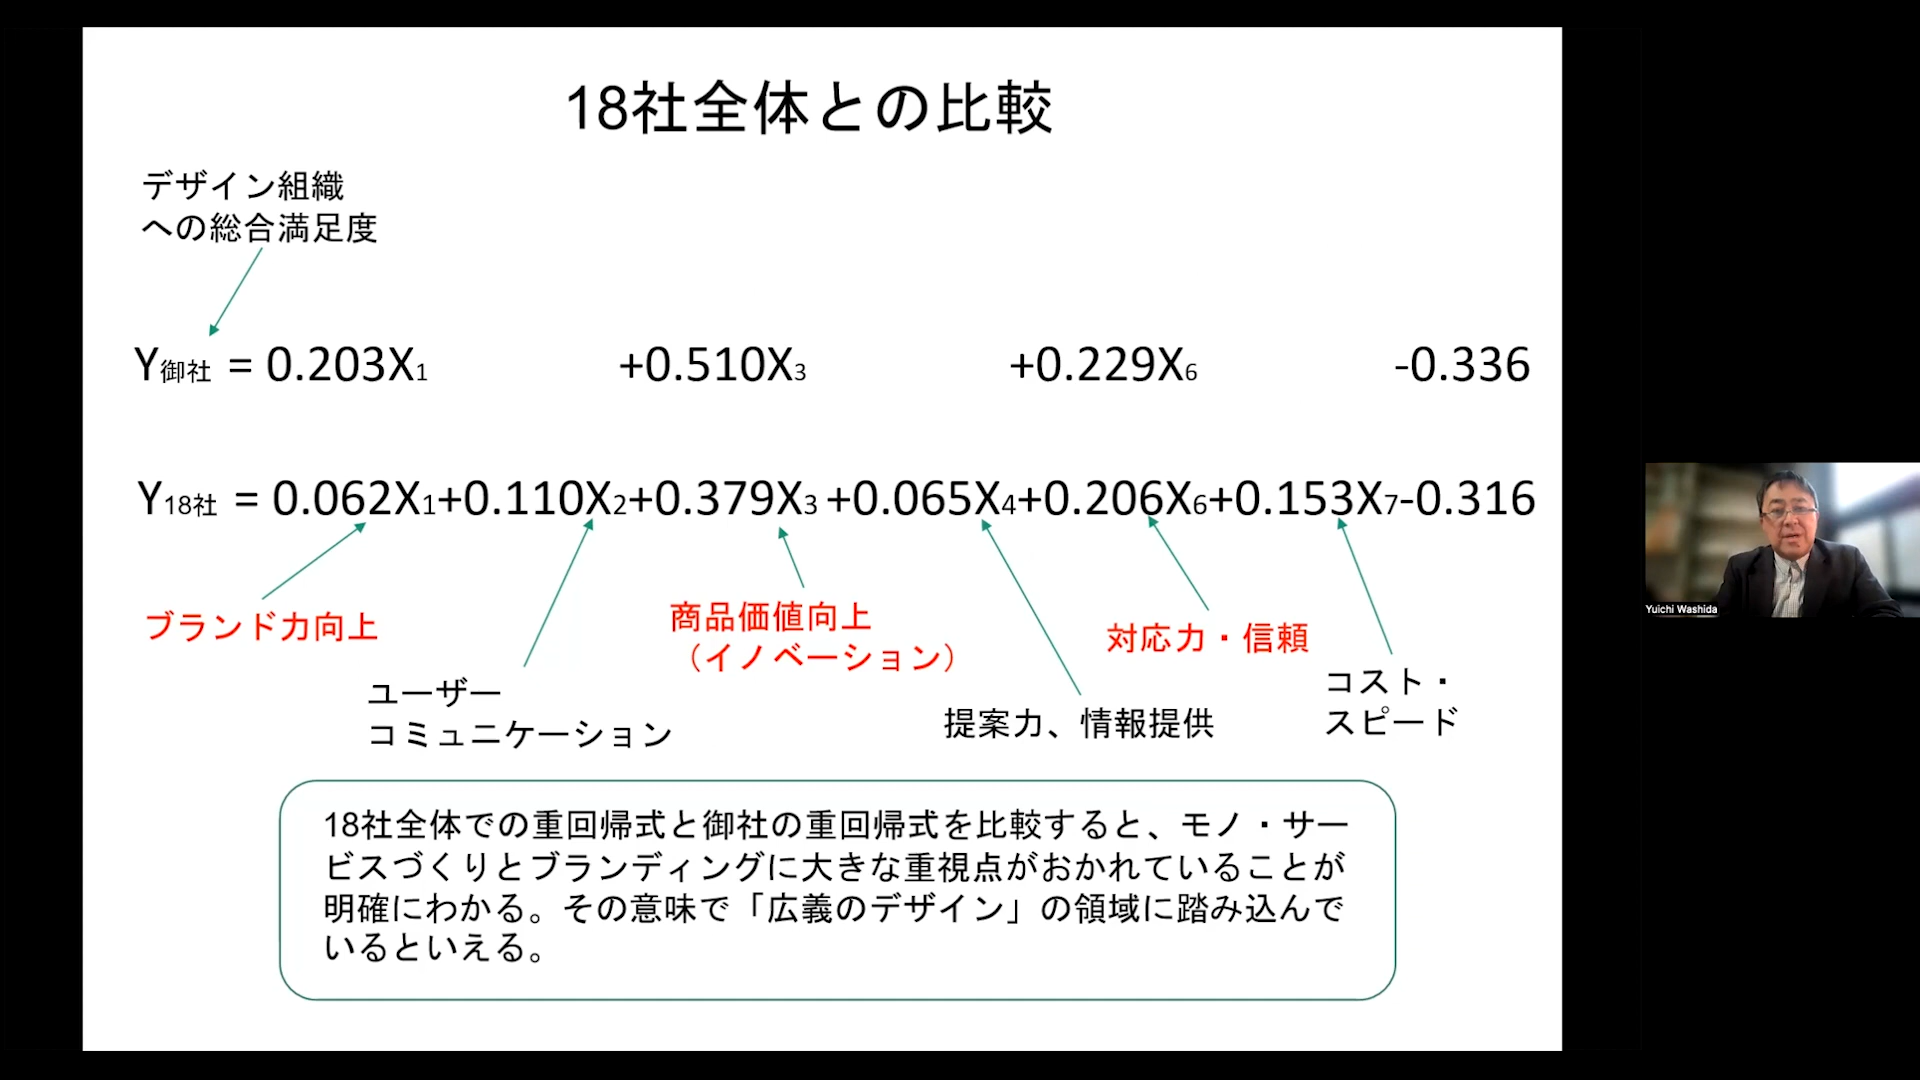 18社全体との比較
デザイン組織
への総合満足度
Y御社 = 0.203X1 +0.510X3 +0.229X6 -0.336
Y18社 = 0.062X1+0.110X2+0.379X3 +0.065X4+0.206X6+0.153X7-0.316
ブランド力向上
ユーザー
コミュニケーション
商品価値向上
（イノベーション）
提案力、情報提供
対応力・信頼
コスト・
スピード
18社全体での重回帰式と御社の重回帰式を比較すると、モノ・サー
ビスづくりとブランディングに大きな重視点がおかれていることが
明確にわかる。その意味で「広義のデザイン」の領域に踏み込んで
いるといえる。
Yuichi Washida